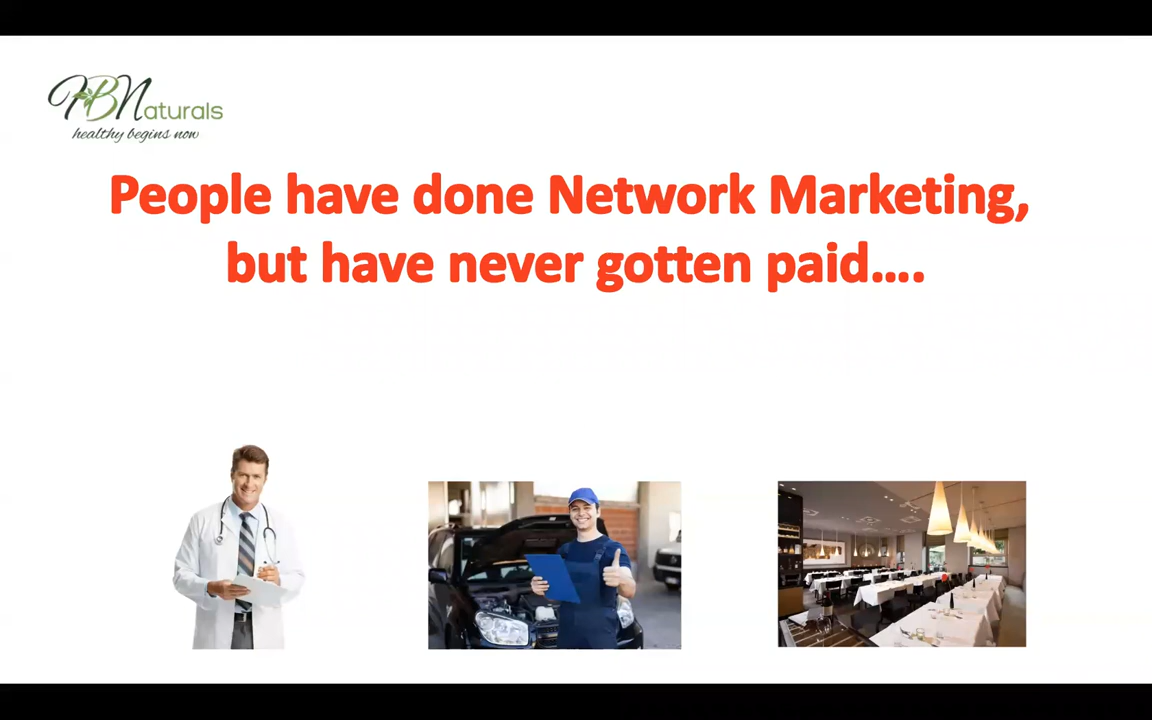 HBNaturals
healthy begins now
People have done Network Marketing,
but have never gotten paid....